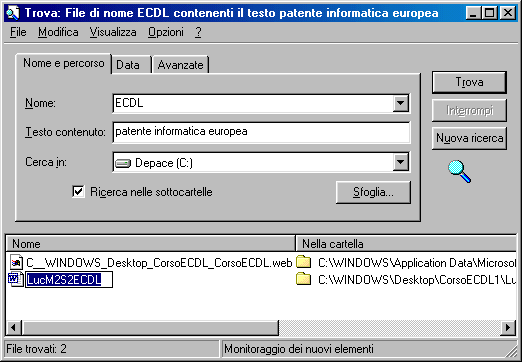 Trova: File di nome ECDL contenenti il testo patente informatica europea
File Modifica Visualizza Opzioni ?
Nome e percorso Data Avanzate
Nome: ECDL
Testo contenuto: patente informatica europea
Cerca in: Depace (C:)
Ricerca nelle sottocartelle Sfoglia...
Trova
Interrompi
Nuova ricerca
Nome Nella cartella
C__WINDOWS_Desktop_CorsoECDL_CorsoECDL.web C:\WINDOWS\Application Data\Microsof
LucM2S2ECDL C:\WINDOWS\Desktop\CorsoECDL1\Lu
File trovati: 2 Monitoraggio dei nuovi elementi